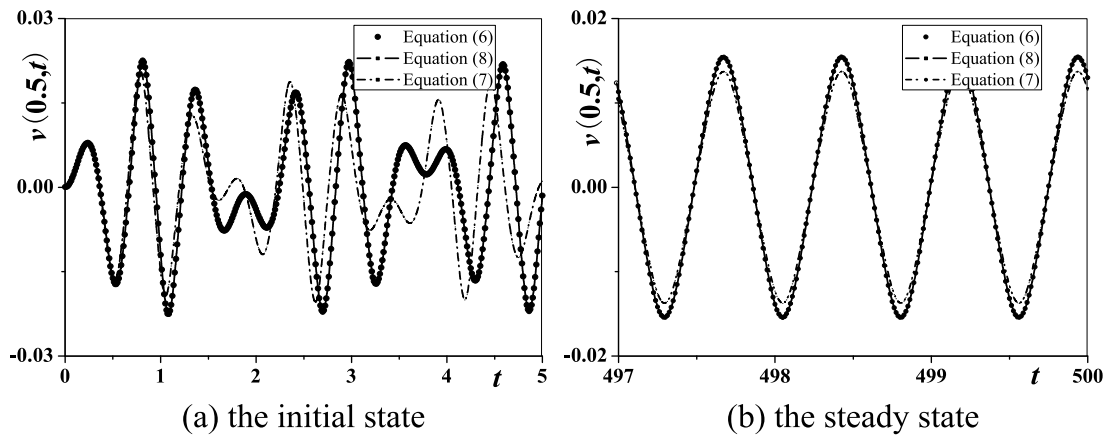 0.03
0.00
-0.03
v(0.5,t)
Equation (6)
Equation (8)
Equation (7)
0 1 2 3 4 5
t
(a) the initial state
0.02
0.00
-0.02
v(0.5,t)
Equation (6)
Equation (8)
Equation (7)
497 498 499 500
t
(b) the steady state